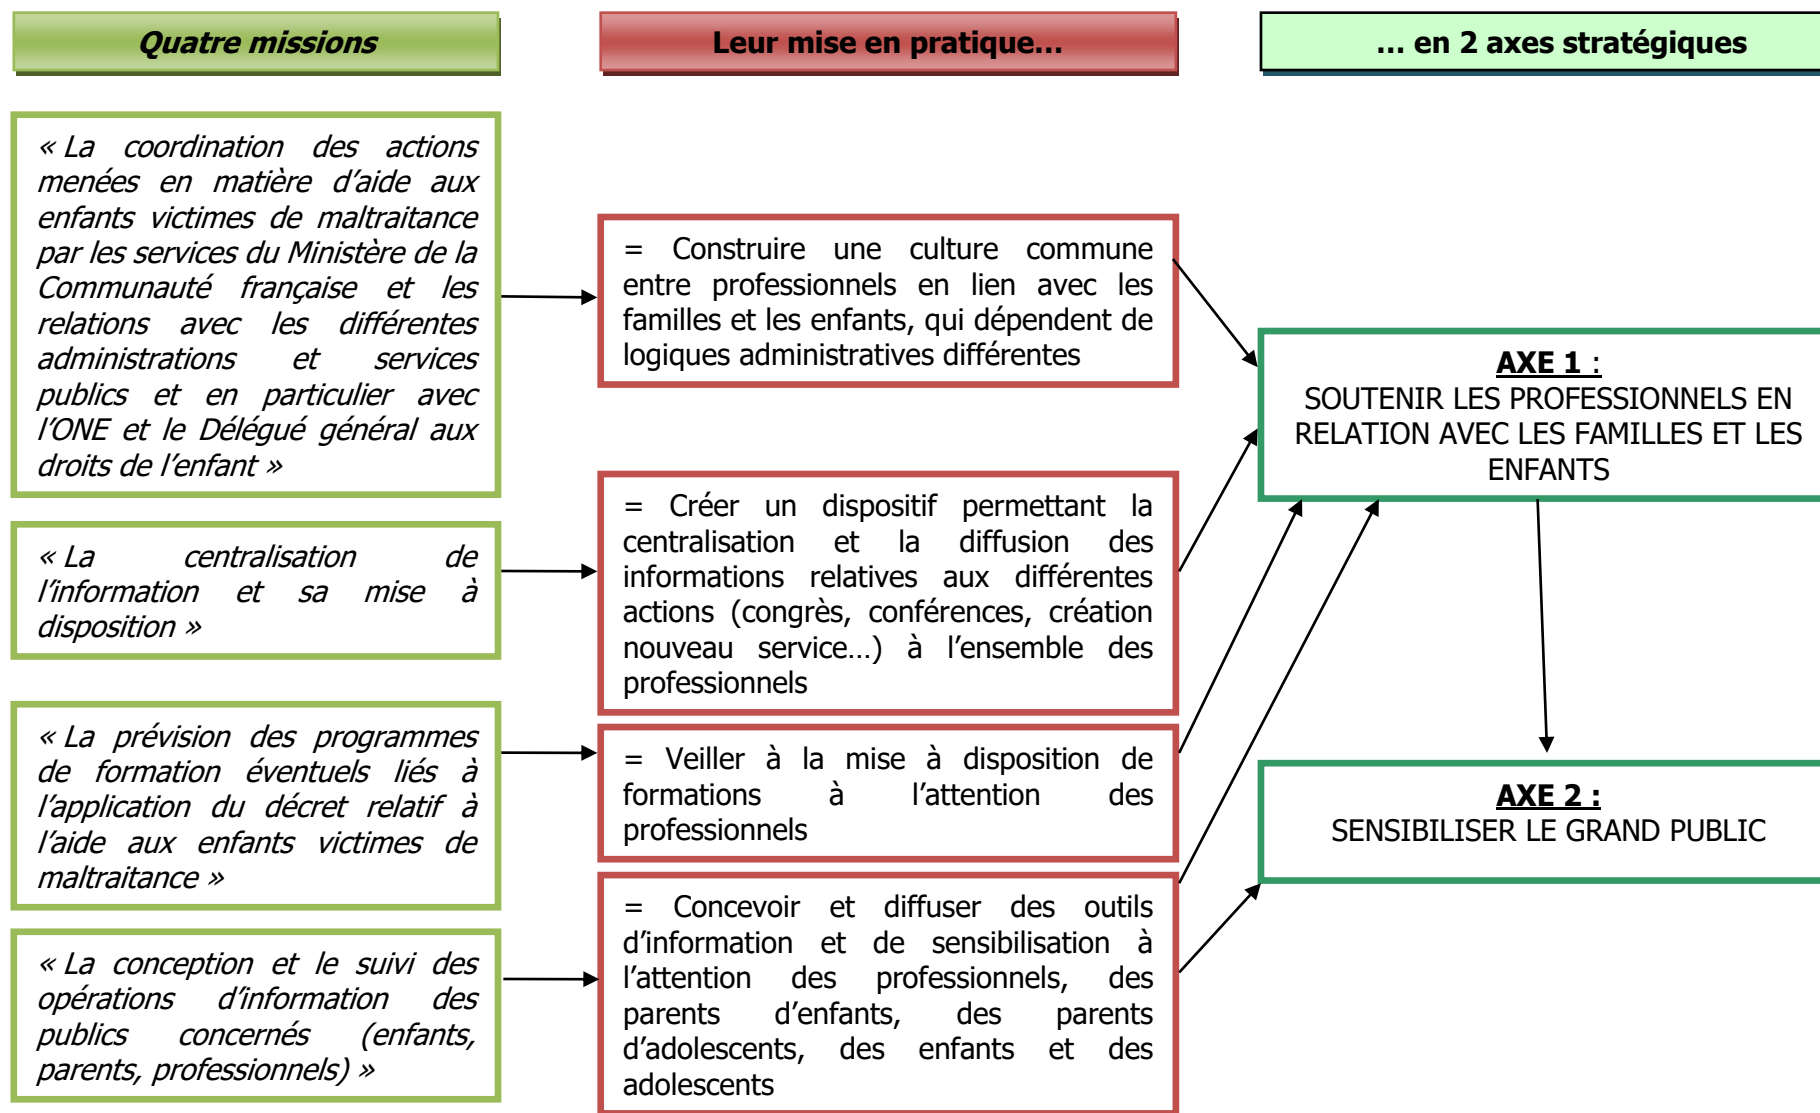 Quatre missions
Leur mise en pratique…
… en 2 axes stratégiques
« La coordination des actions
menées en matière d’aide aux
enfants victimes de maltraitance
par les services du Ministère de la
Communauté française et les
relations avec les différentes
administrations et services
publics et en particulier avec
l’ONE et le Délégué général aux
droits de l’enfant »
« La centralisation de
l’information et sa mise à
disposition »
« La prévision des programmes
de formation éventuels liés à
l’application du décret relatif à
l’aide aux enfants victimes de
maltraitance »
« La conception et le suivi des
opérations d’information des
publics concernés (enfants,
parents, professionnels) »
= Construire une culture commune
entre professionnels en lien avec les
familles et les enfants, qui dépendent de
logiques administratives différentes
= Créer un dispositif permettant la
centralisation et la diffusion des
informations relatives aux différentes
actions (congrès, conférences, création
nouveau service…) à l’ensemble des
professionnels
= Veiller à la mise à disposition de
formations à l’attention des
professionnels
= Concevoir et diffuser des outils
d’information et de sensibilisation à
l’attention des professionnels, des
parents d’enfants, des parents
d’adolescents, des enfants et des
adolescents
AXE 1 :
SOUTENIR LES PROFESSIONNELS EN
RELATION AVEC LES FAMILLES ET LES
ENFANTS
AXE 2 :
SENSIBILISER LE GRAND PUBLIC